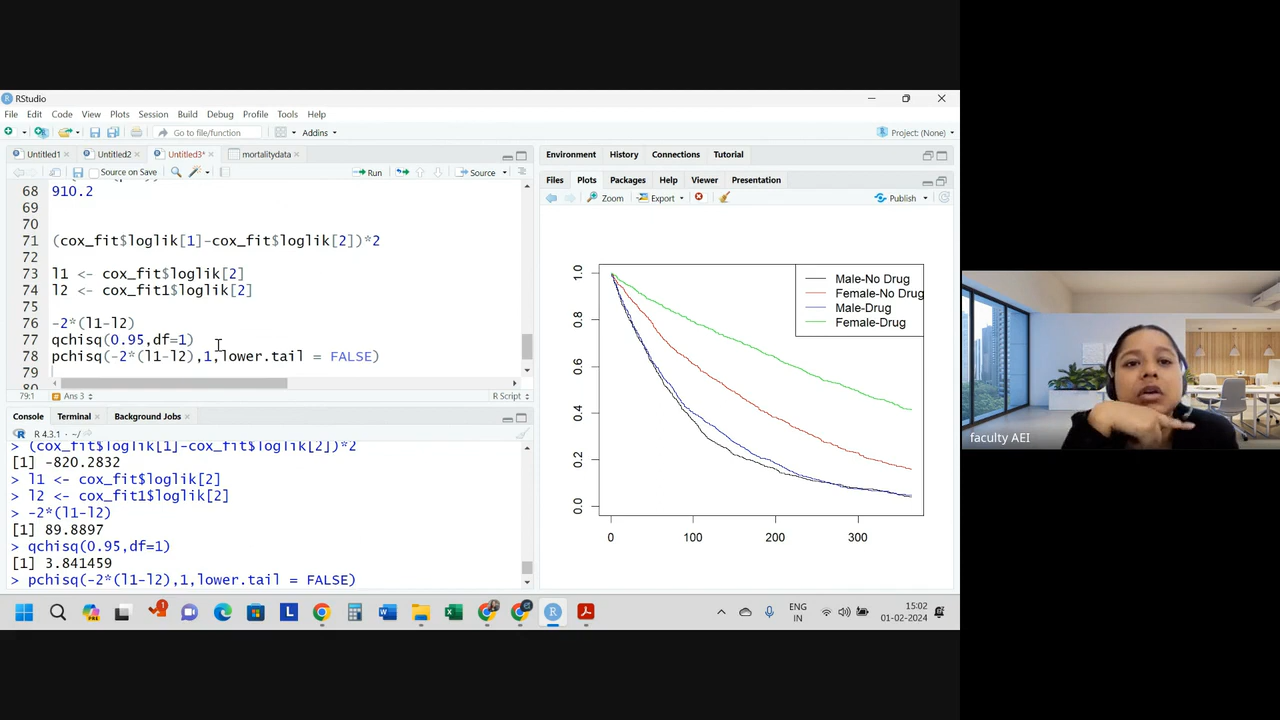 RStudio
File Edit Code View Plots Session Build Debug Profile Tools Help
Go to file/function Addins Project: (None)
Untitled1 Untitled2 Untitled3* mortalitydata
Source on Save Run Source
68 910.2
69
70
71 (cox_fit$loglik[1]-cox_fit$loglik[2])*2
72
73 l1 <- cox_fit$loglik[2]
74 l2 <- cox_fit1$loglik[2]
75
76 -2*(l1-l2)
77 qchisq(0.95,df=1)
78 pchisq(-2*(l1-l2),1,lower.tail = FALSE)
79
80
79:1 Ans 3 R Script
Console Terminal Background Jobs
R 4.3.1 · ~/
> (cox_fit$loglik[1]-cox_fit$loglik[2])*2
[1] -820.2832
> l1 <- cox_fit$loglik[2]
> l2 <- cox_fit1$loglik[2]
> -2*(l1-l2)
[1] 89.8897
> qchisq(0.95,df=1)
[1] 3.841459
> pchisq(-2*(l1-l2),1,lower.tail = FALSE)
Environment History Connections Tutorial
Files Plots Packages Help Viewer Presentation
Zoom Export Publish
Male-No Drug
Female-No Drug
Male-Drug
Female-Drug
1.0
0.8
0.6
0.4
0.2
0.0
0 100 200 300
faculty AEI
ENG
IN
15:02
01-02-2024